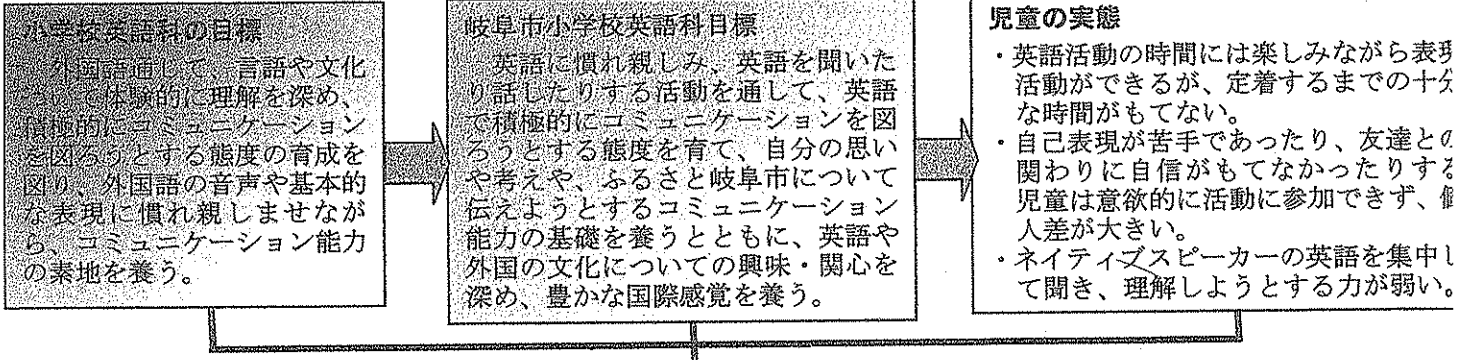 小学校英語科の目標
外国語通して、言語や文化
ついて体験的に理解を深め、
積極的にコミュニケーション
を図ろうとする態度の育成を
図り、外国語の音声や基本的
な表現に慣れ親しませなが
ら、コミュニケーション能力
の素地を養う。
岐阜市小学校英語科目標
英語に慣れ親しみ、英語を聞いた
り話したりする活動を通して、英語
で積極的にコミュニケーションを図
ろうとする態度を育て、自分の思い
や考えや、ふるさと岐阜市について
伝えようとするコミュニケーション
能力の基礎を養うとともに、英語や
外国の文化についての興味・関心を
深め、豊かな国際感覚を養う。
児童の実態
・英語活動の時間には楽しみながら表現
活動ができるが、定着するまでの十分
な時間がもてない。
・自己表現が苦手であったり、友達との
関わりに自信がもてなかったりする
児童は意欲的に活動に参加できず、個
人差が大きい。
・ネイティブスピーカーの英語を集中し
て聞き、理解しようとする力が弱い。